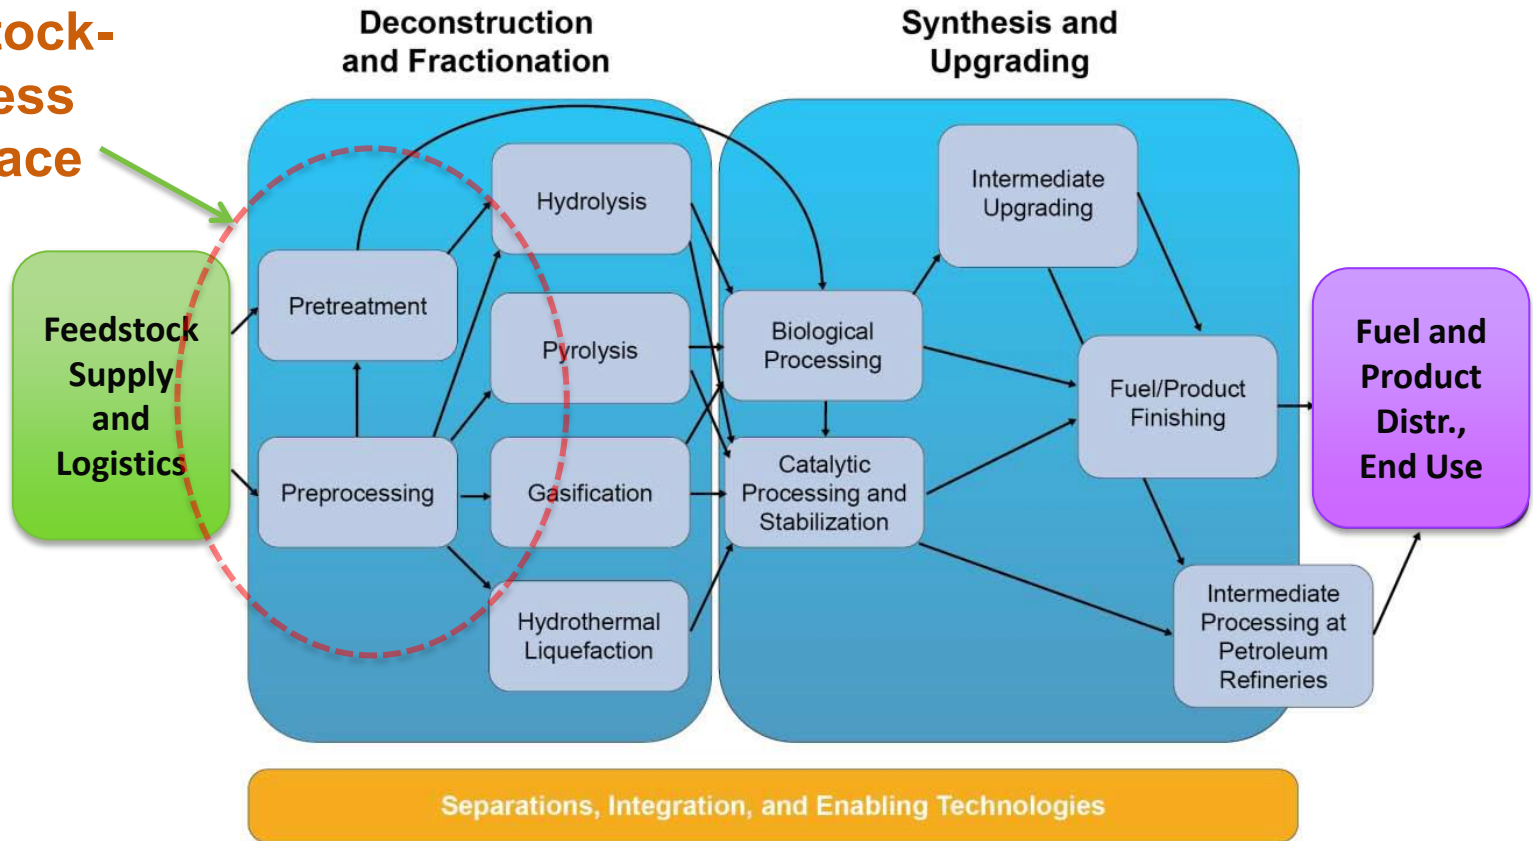 tock-
ess
ace
Deconstruction
and Fractionation
Synthesis and
Upgrading
Feedstock
Supply
and
Logistics
Pretreatment
Preprocessing
Hydrolysis
Pyrolysis
Gasification
Hydrothermal
Liquefaction
Biological
Processing
Catalytic
Processing and
Stabilization
Intermediate
Upgrading
Fuel/Product
Finishing
Intermediate
Processing at
Petroleum
Refineries
Fuel and
Product
Distr.,
End Use
Separations, Integration, and Enabling Technologies